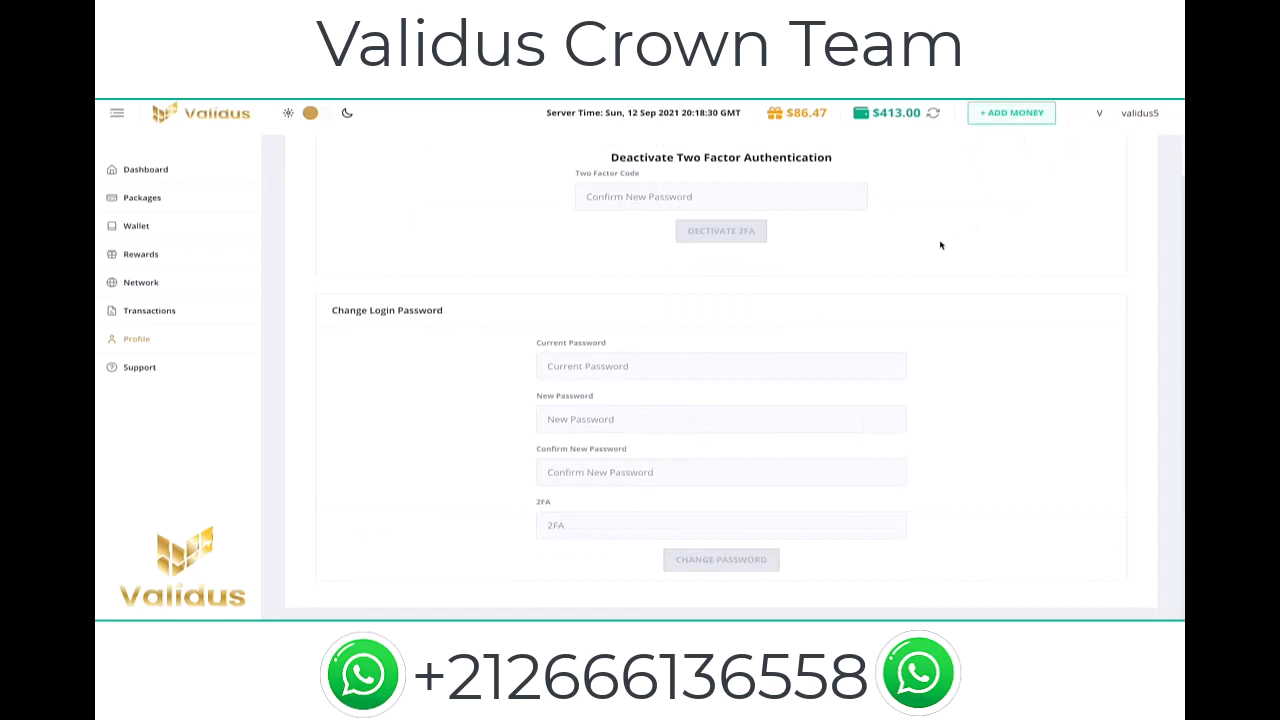 Validus Crown Team
Validus
Server Time: Sun, 12 Sep 2021 20:18:30 GMT
$86.47
$413.00
+ ADD MONEY
V
validus5
Dashboard
Packages
Wallet
Rewards
Network
Transactions
Profile
Support
Validus
Deactivate Two Factor Authentication
Two Factor Code
Confirm New Password
DECTIVATE 2FA
Change Login Password
Current Password
Current Password
New Password
New Password
Confirm New Password
Confirm New Password
2FA
2FA
CHANGE PASSWORD
+212666136558